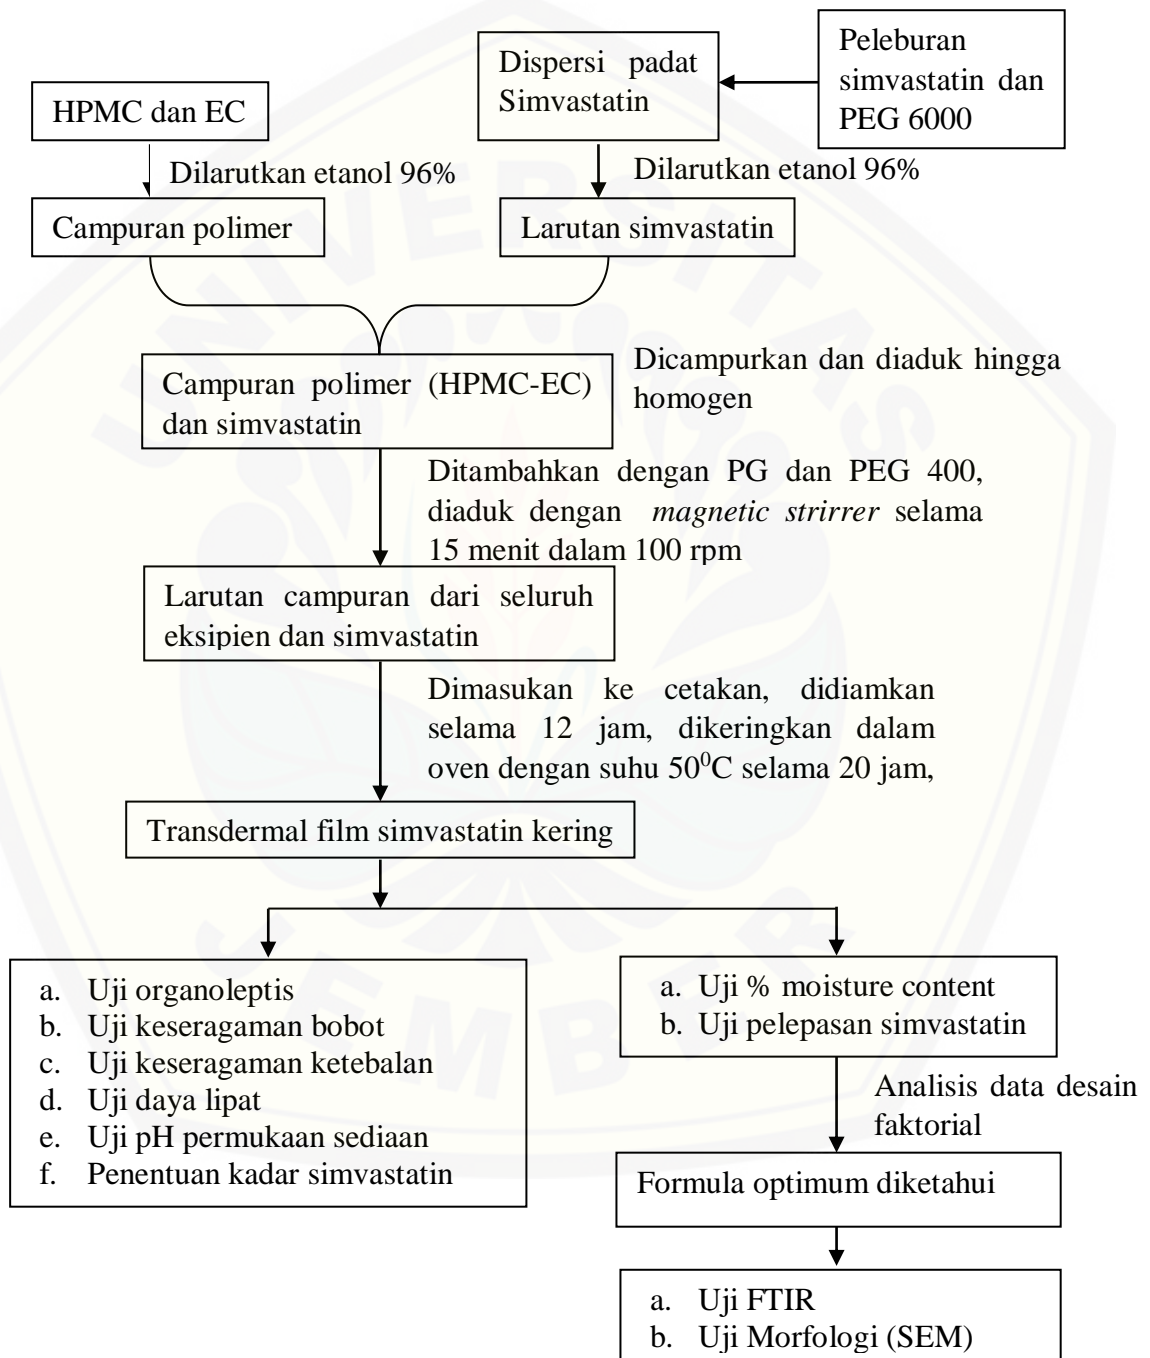 Peleburan
simvastatin dan
PEG 6000
Dispersi padat
Simvastatin
HPMC dan EC
Dilarutkan etanol 96%
Dilarutkan etanol 96%
Campuran polimer
Larutan simvastatin
Campuran polimer (HPMC-EC)
dan simvastatin
Dicampurkan dan diaduk hingga
homogen
Ditambahkan dengan PG dan PEG 400,
diaduk dengan magnetic strirrer selama
15 menit dalam 100 rpm
Larutan campuran dari seluruh
eksipien dan simvastatin
Dimasukan ke cetakan, didiamkan
selama 12 jam, dikeringkan dalam
oven dengan suhu 50⁰C selama 20 jam,
Transdermal film simvastatin kering
a. Uji organoleptis
b. Uji keseragaman bobot
c. Uji keseragaman ketebalan
d. Uji daya lipat
e. Uji pH permukaan sediaan
f. Penentuan kadar simvastatin
a. Uji % moisture content
b. Uji pelepasan simvastatin
Analisis data desain
faktorial
Formula optimum diketahui
a. Uji FTIR
b. Uji Morfologi (SEM)
UNIVERSITAS
JEMBER